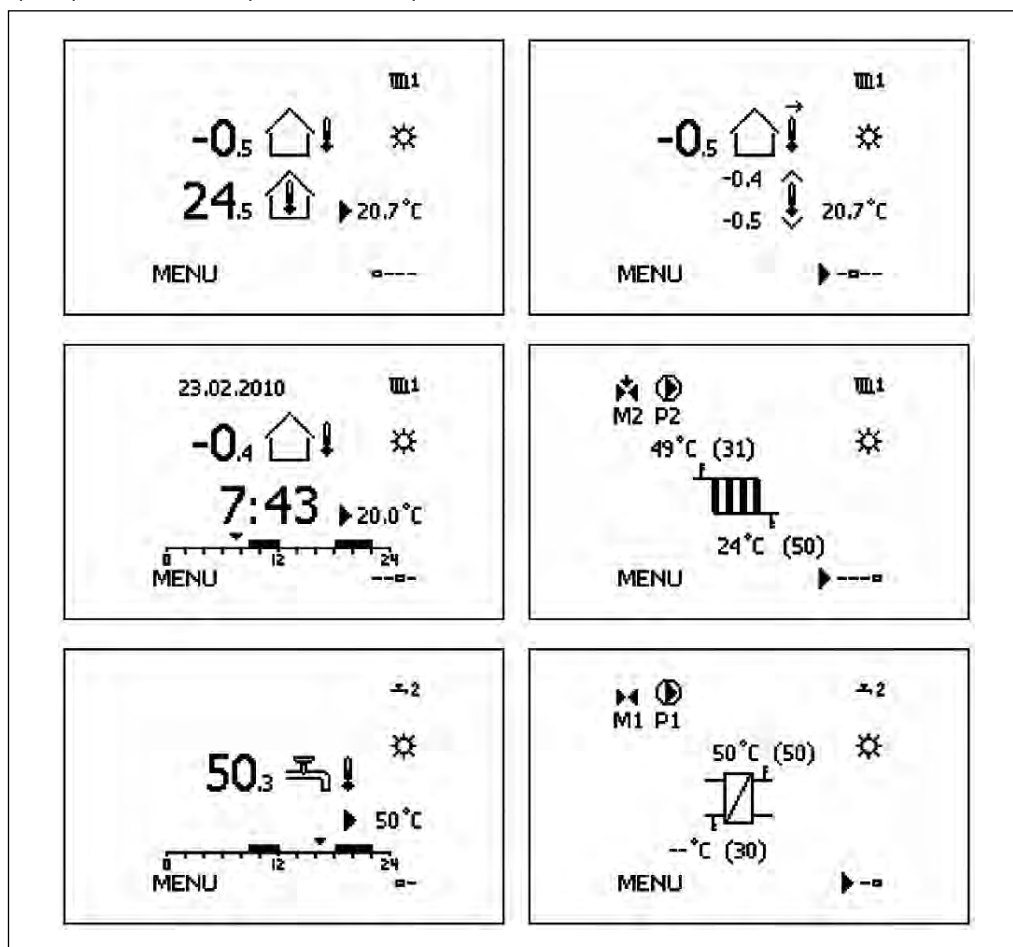 1
-0.5
24.5 20.7°C
MENU
1
-0.5
-0.4
-0.5 20.7°C
MENU
23.02.2010 1
-0.4
7:43 20.0°C
0 12 24
MENU
1
M2 P2
49°C (31)
24°C (50)
MENU
2
50.3
50°C
0 12 24
MENU
2
M1 P1
50°C (50)
--°C (30)
MENU